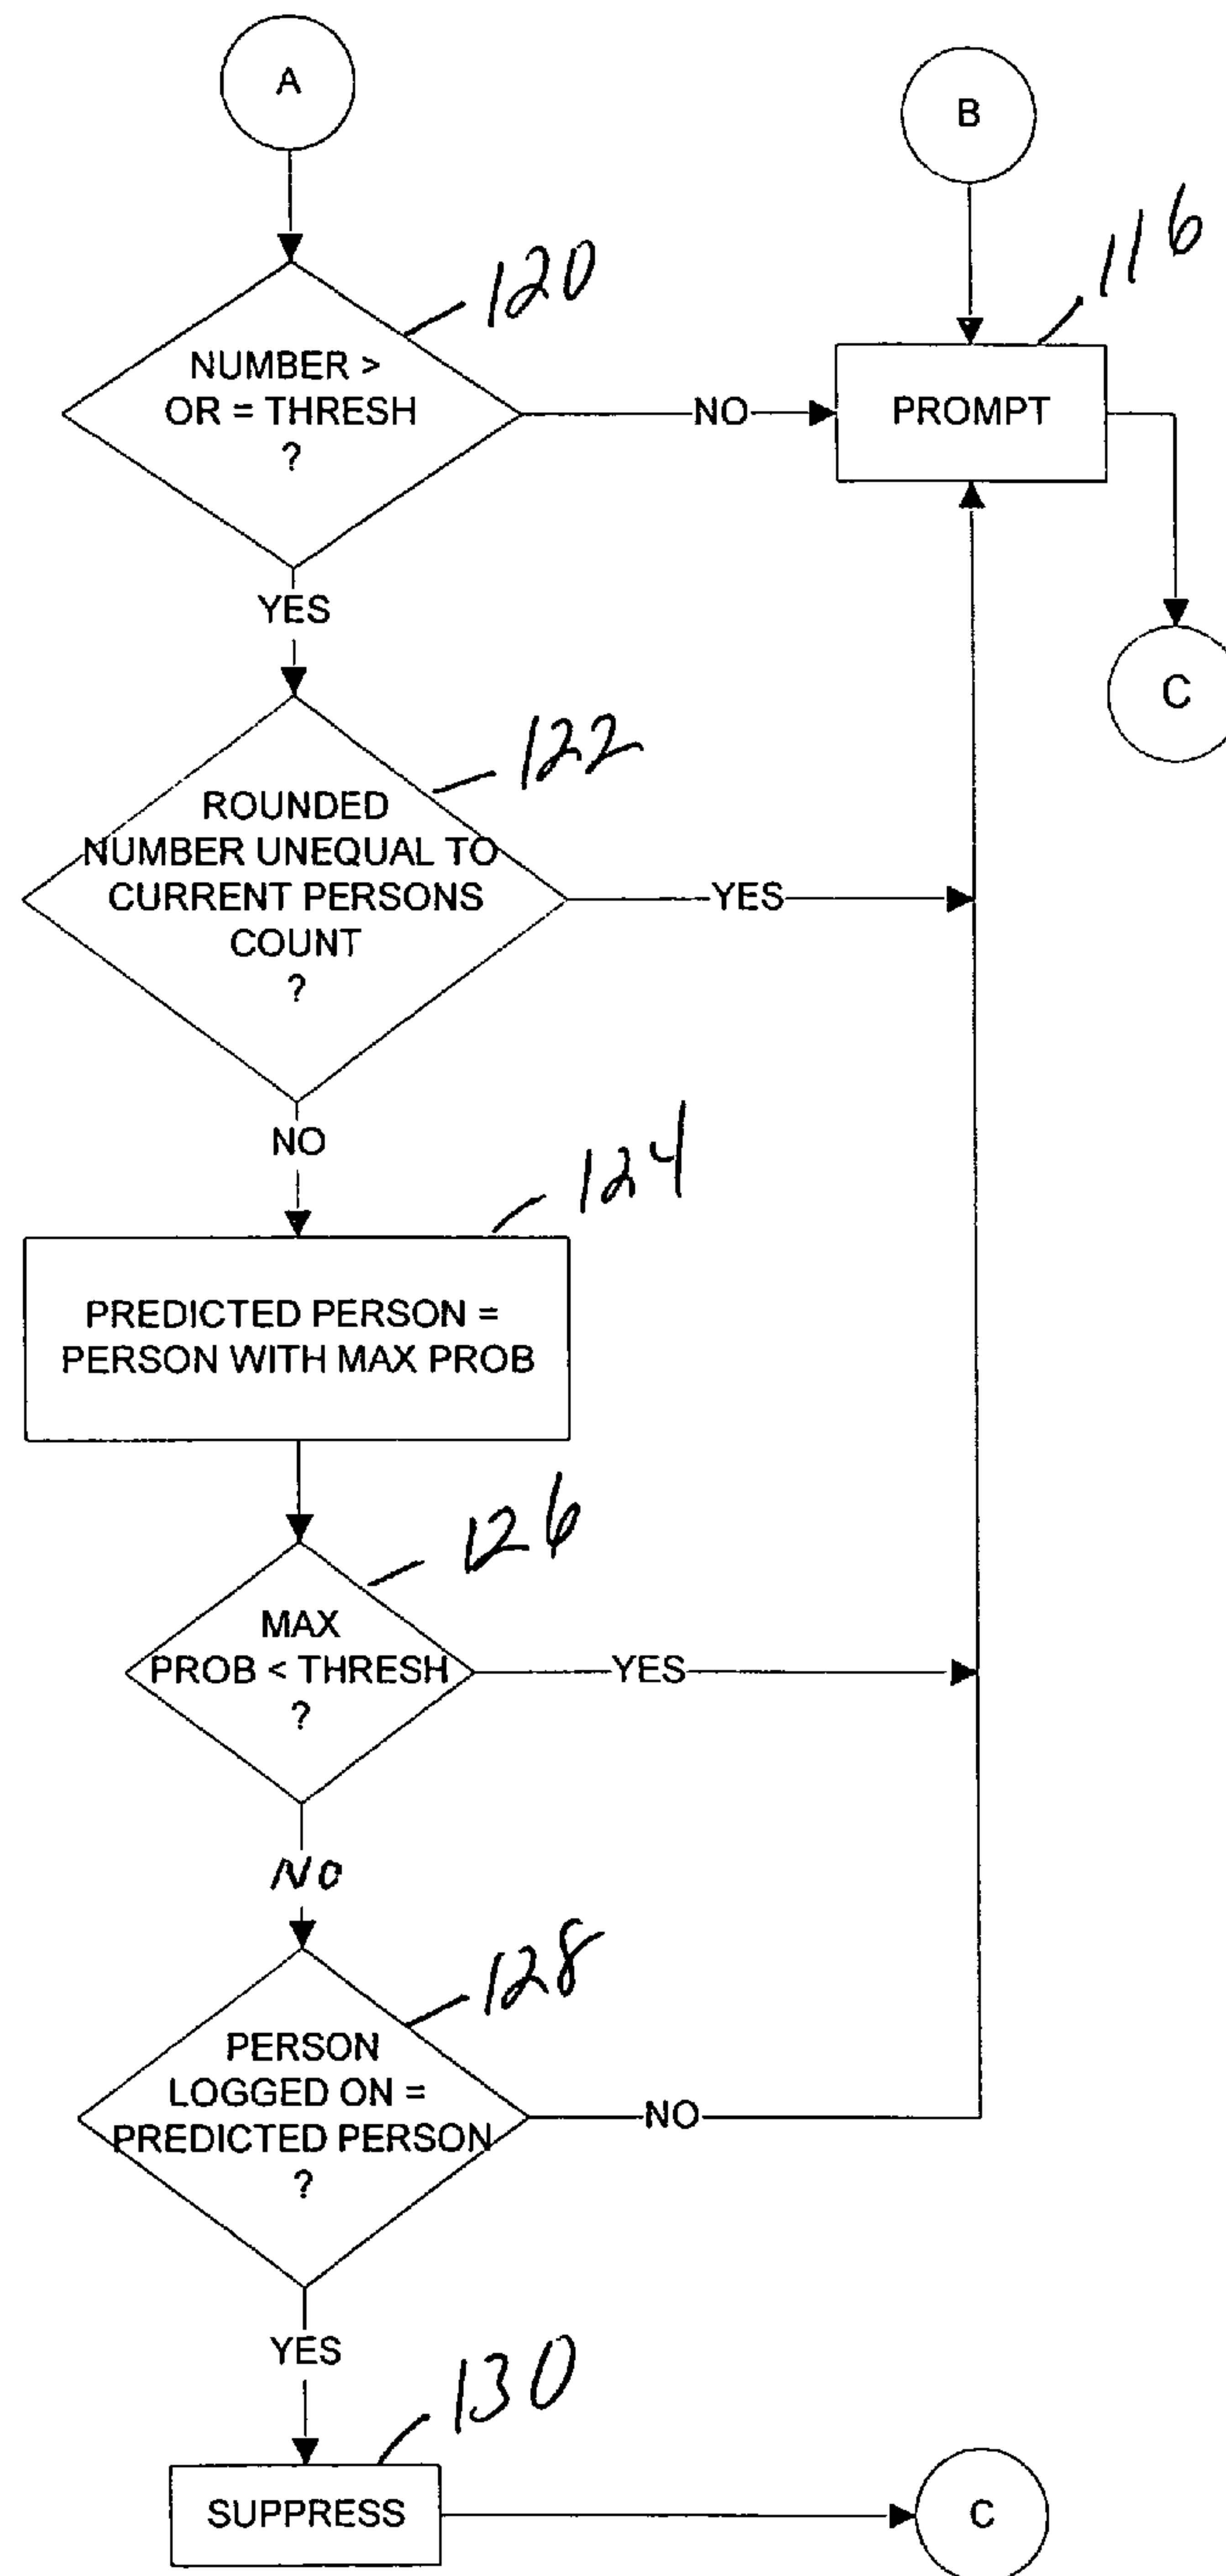 A
B
120
116
NUMBER >
OR = THRESH
?
NO
PROMPT
YES
C
122
ROUNDED
NUMBER UNEQUAL TO
CURRENT PERSONS
COUNT
?
YES
NO
124
PREDICTED PERSON =
PERSON WITH MAX PROB
126
MAX
PROB < THRESH
?
YES
NO
128
PERSON
LOGGED ON =
PREDICTED PERSON
?
NO
YES
130
SUPPRESS
C